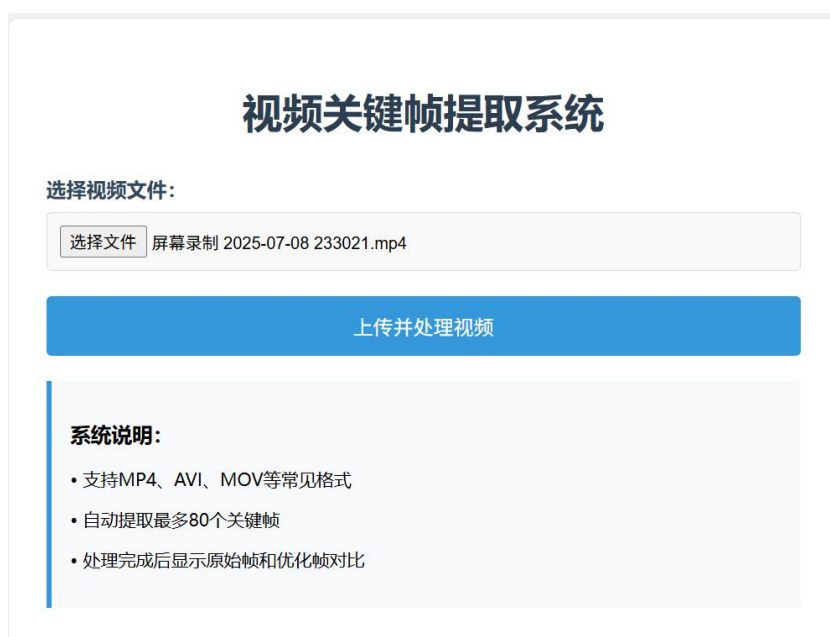 视频关键帧提取系统
选择视频文件：
选择文件 屏幕录制 2025-07-08 233021.mp4
上传并处理视频
系统说明：
• 支持MP4、AVI、MOV等常见格式
• 自动提取最多80个关键帧
• 处理完成后显示原始帧和优化帧对比